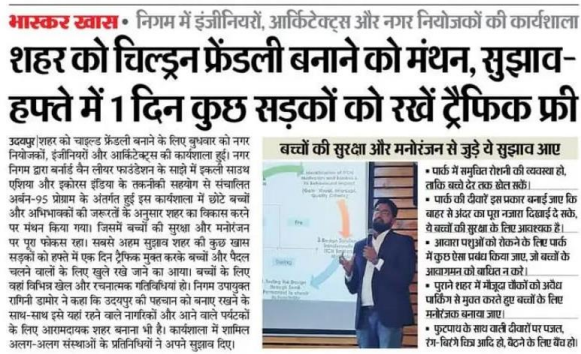 भास्कर खास • निगम में इंजीनियरों, आर्किटेक्ट्स और नगर नियोजकों की कार्यशाला
शहर को चिल्ड्रन फ्रेंडली बनाने को मंथन, सुझाव-
हफ्ते में 1 दिन कुछ सड़कों को रखें ट्रैफिक फ्री
उदयपुर | शहर को चाइल्ड फ्रेंडली बनाने के लिए बुधवार को नगर
नियोजकों, इंजीनियरों और आर्किटेक्ट्स की कार्यशाला हुई। नगर
निगम द्वारा बर्नार्ड वैन लीयर फाउंडेशन के साझे में इकली साउथ
एशिया और इकोरस इंडिया के तकनीकी सहयोग से संचालित
अर्बन-95 प्रोग्राम के अंतर्गत हुई इस कार्यशाला में छोटे बच्चों
और अभिभावकों की जरूरतों के अनुसार शहर का विकास करने
पर मंथन किया गया। जिसमें बच्चों की सुरक्षा और मनोरंजन
पर पूरा फोकस रहा। सबसे अहम सुझाव शहर की कुछ खास
सड़कों को हफ्ते में एक दिन ट्रैफिक मुक्त करके बच्चों और पैदल
चलने वालों के लिए खुले रखे जाने का आया। बच्चों के लिए
वहां विभिन्न खेल और रचनात्मक गतिविधियां हो। निगम उपायुक्त
रागिनी डामोर ने कहा कि उदयपुर की पहचान को बनाए रखने के
साथ-साथ इसे यहां रहने वाले नागरिकों और आने वाले पर्यटकों
के लिए आरामदायक शहर बनाना भी है। कार्यशाला में शामिल
अलग-अलग संस्थाओं के प्रतिनिधियों ने अपने सुझाव दिए।
बच्चों की सुरक्षा और मनोरंजन से जुड़े ये सुझाव आए
• पार्क में समुचित रोशनी की व्यवस्था हो,
ताकि बच्चे देर तक खेल सकें।
• पार्क की दीवारें इस प्रकार बनाई जाए कि
बाहर से अंदर का पूरा नजारा दिखाई दे सके,
ये बच्चों की सुरक्षा के लिए आवश्यक है।
• आवारा पशुओं को रोकने के लिए पार्क
में कुछ ऐसा प्रबंध किया जाए, जो बच्चों के
आवागमन को बाधित न करे।
• पुराने शहर में मौजूद चौकों को अवैध
पार्किंग से मुक्त करते हुए बच्चों के लिए
मनोरंजक बनाया जाए।
• फुटपाथ के साथ वाली दीवारों पर पजल,
रंग-बिरंगे चित्र आदि हो, बैठने के लिए बैंच हो।